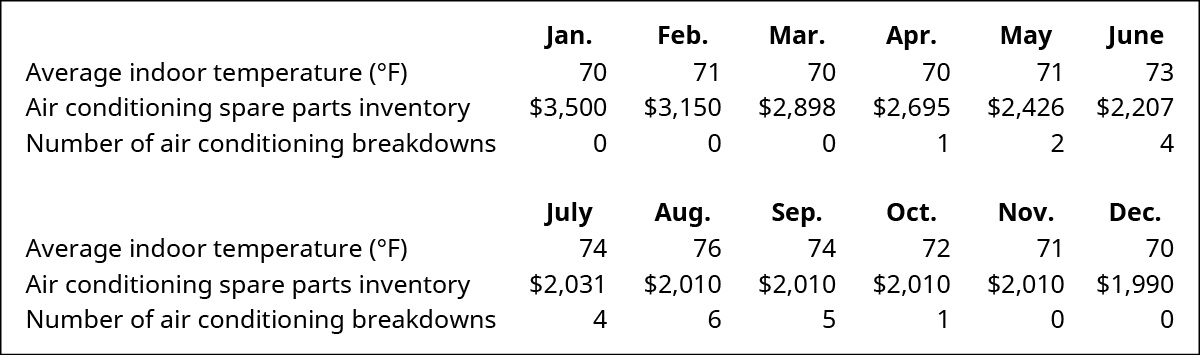 Jan. Feb. Mar. Apr. May June
Average indoor temperature (°F) 70 71 70 70 71 73
Air conditioning spare parts inventory $3,500 $3,150 $2,898 $2,695 $2,426 $2,207
Number of air conditioning breakdowns 0 0 0 1 2 4
July Aug. Sep. Oct. Nov. Dec.
Average indoor temperature (°F) 74 76 74 72 71 70
Air conditioning spare parts inventory $2,031 $2,010 $2,010 $2,010 $2,010 $1,990
Number of air conditioning breakdowns 4 6 5 1 0 0